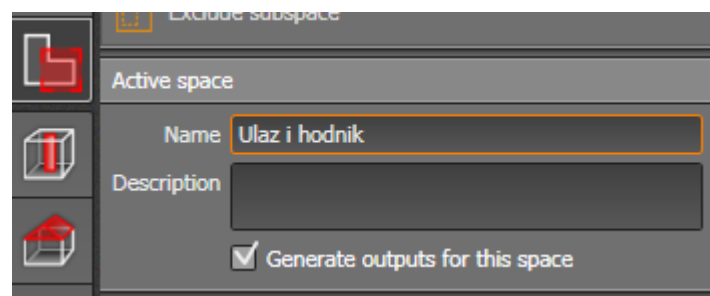 Exclude subspace
Active space
Name Ulaz i hodnik
Description
Generate outputs for this space